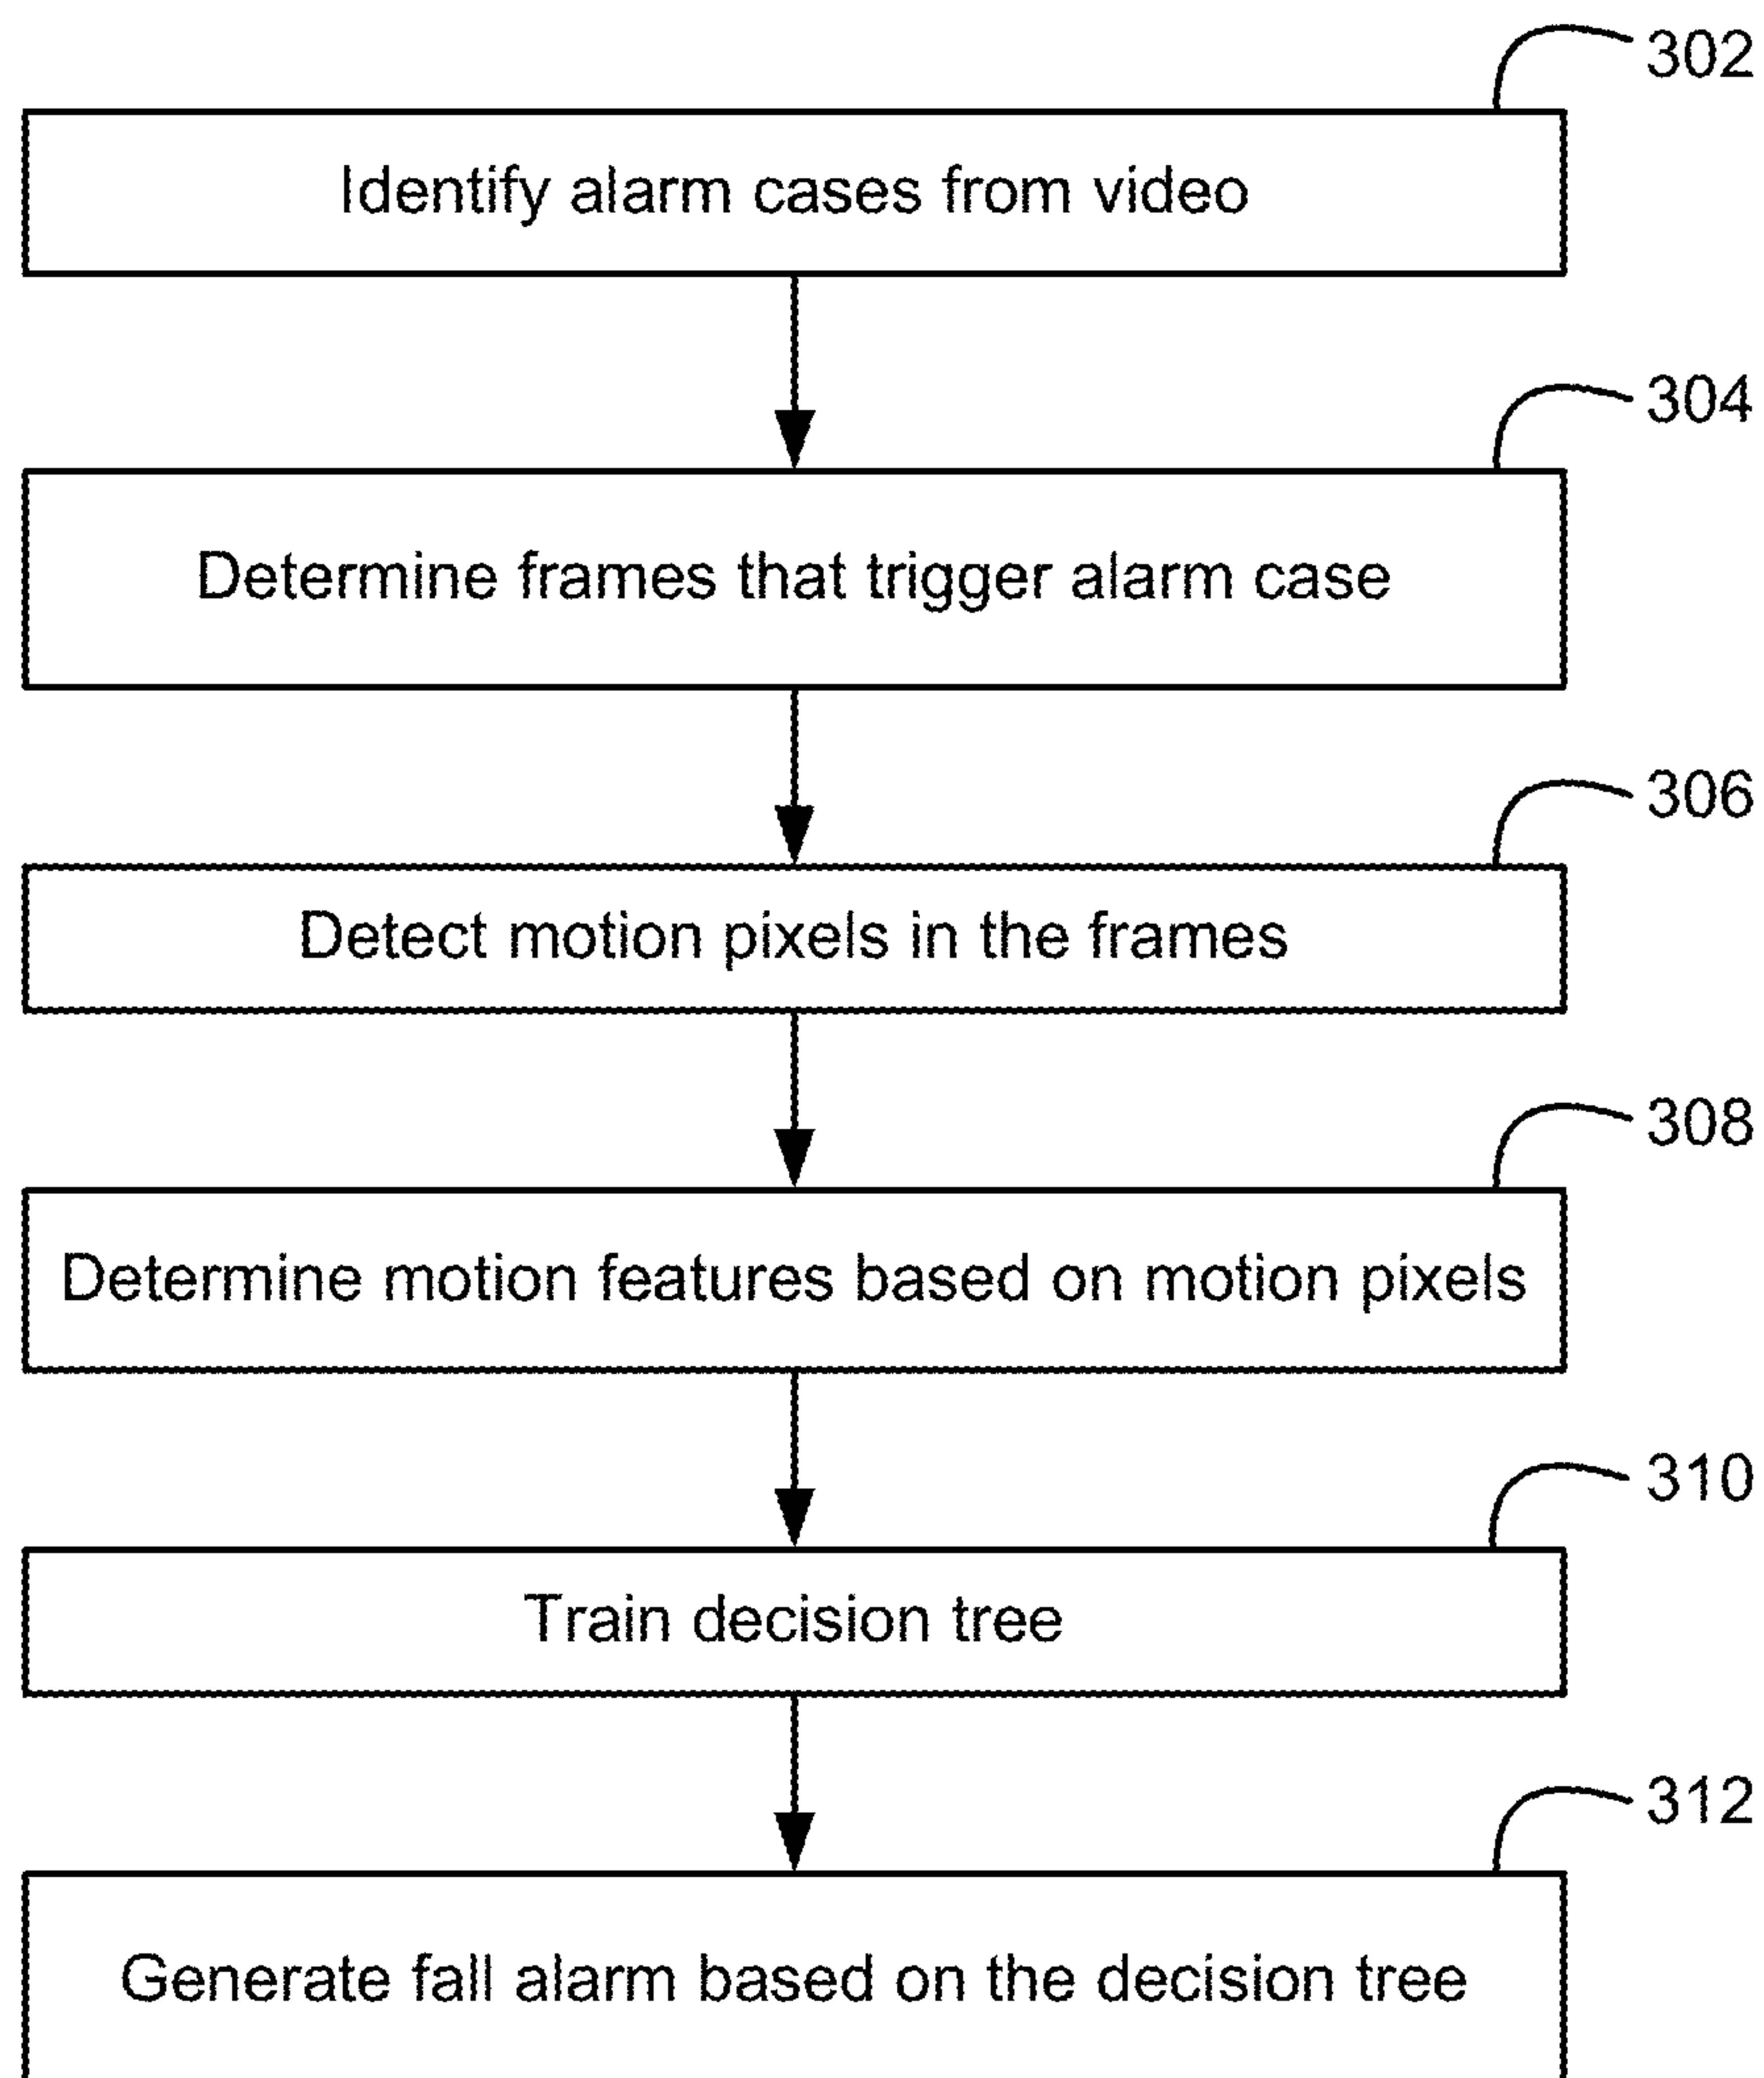 302
Identify alarm cases from video
304
Determine frames that trigger alarm case
306
Detect motion pixels in the frames
308
Determine motion features based on motion pixels
310
Train decision tree
312
Generate fall alarm based on the decision tree